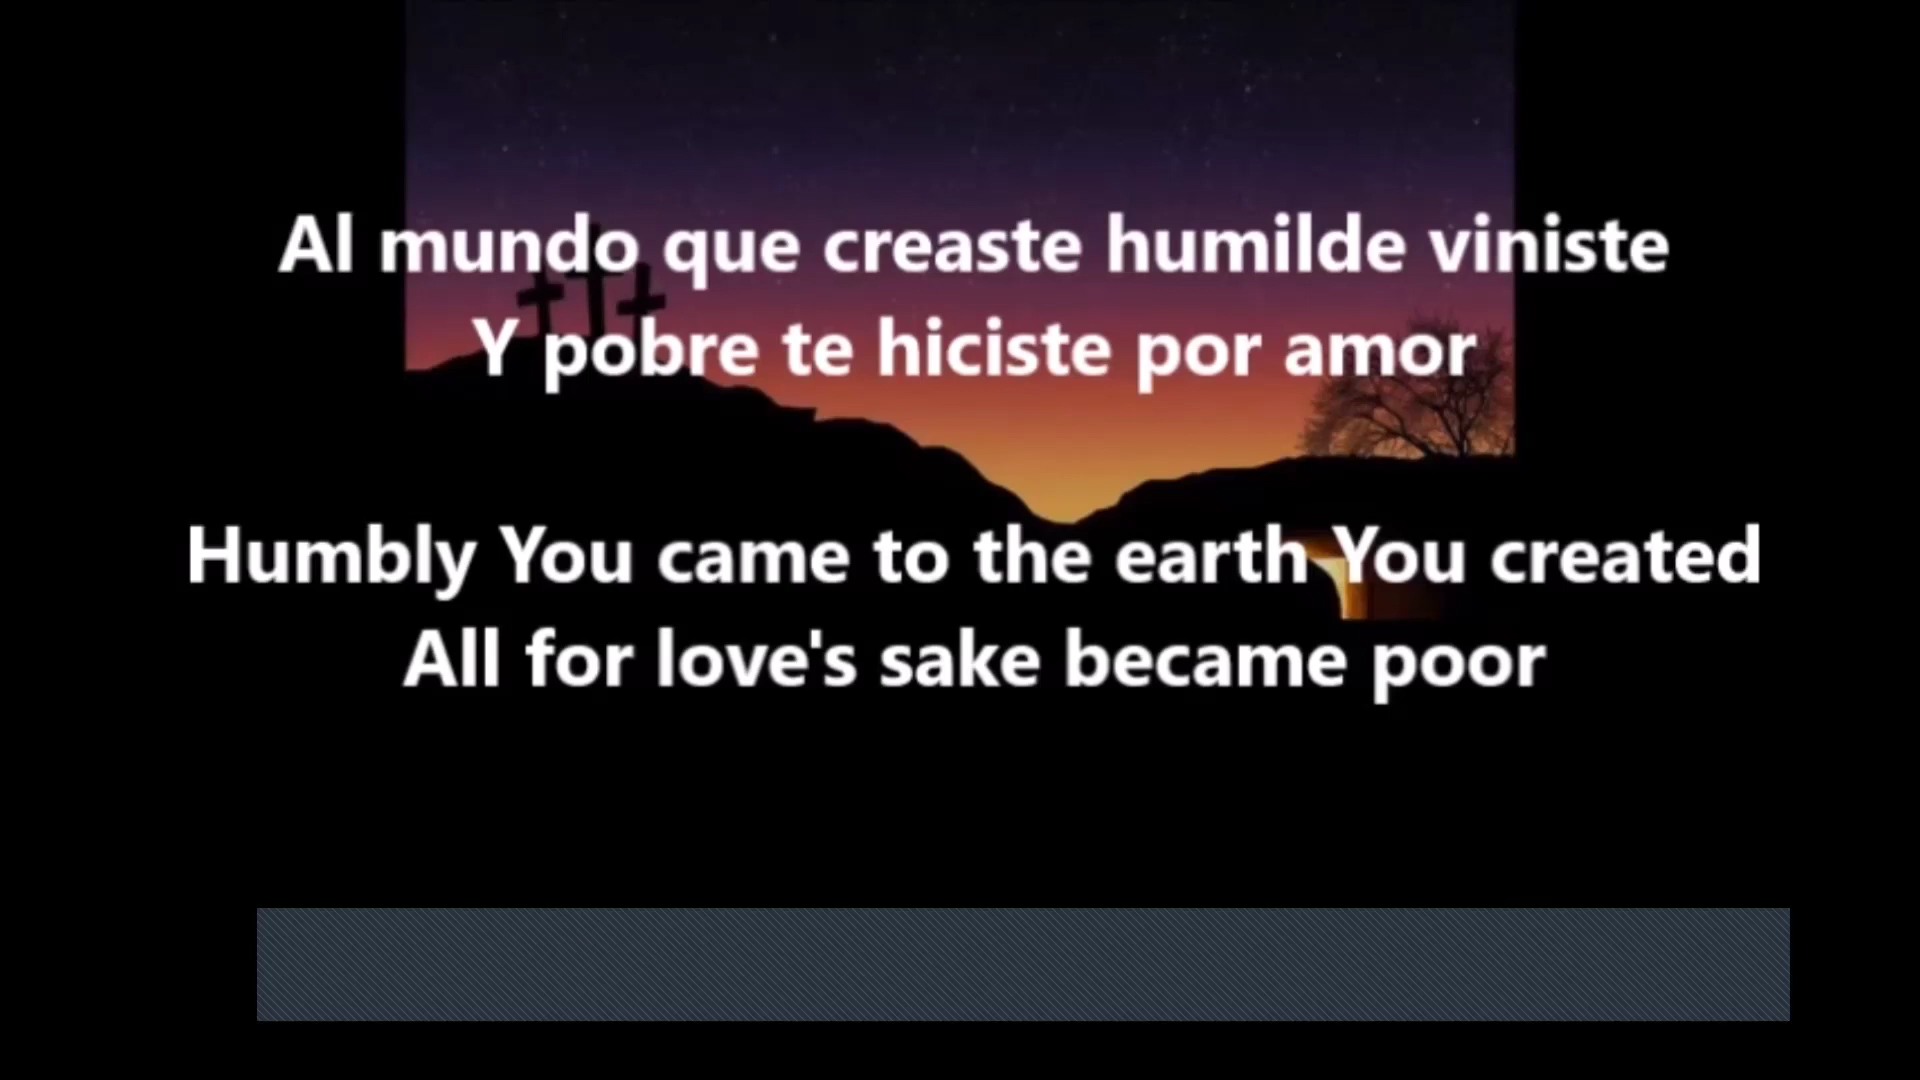 Al mundo que creaste humilde viniste
Y pobre te hiciste por amor
Humbly You came to the earth You created
All for love's sake became poor